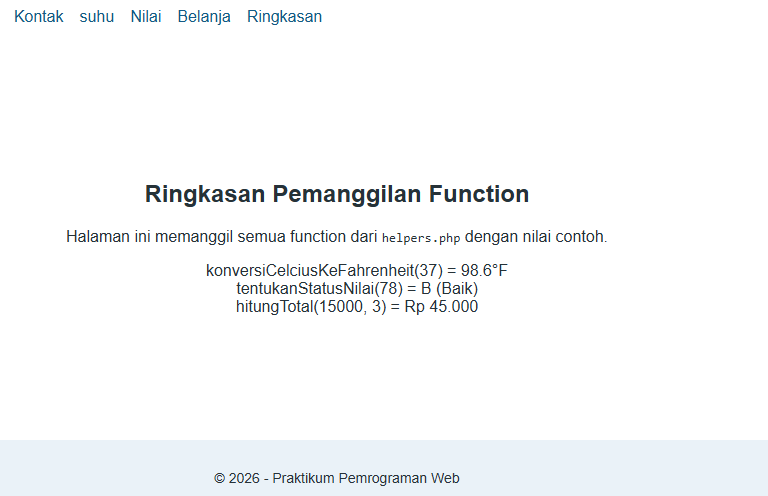 Kontak suhu Nilai Belanja Ringkasan
Ringkasan Pemanggilan Function
Halaman ini memanggil semua function dari helpers.php dengan nilai contoh.
konversiCelciusKeFahrenheit(37) = 98.6°F
tentukanStatusNilai(78) = B (Baik)
hitungTotal(15000, 3) = Rp 45.000
© 2026 - Praktikum Pemrograman Web